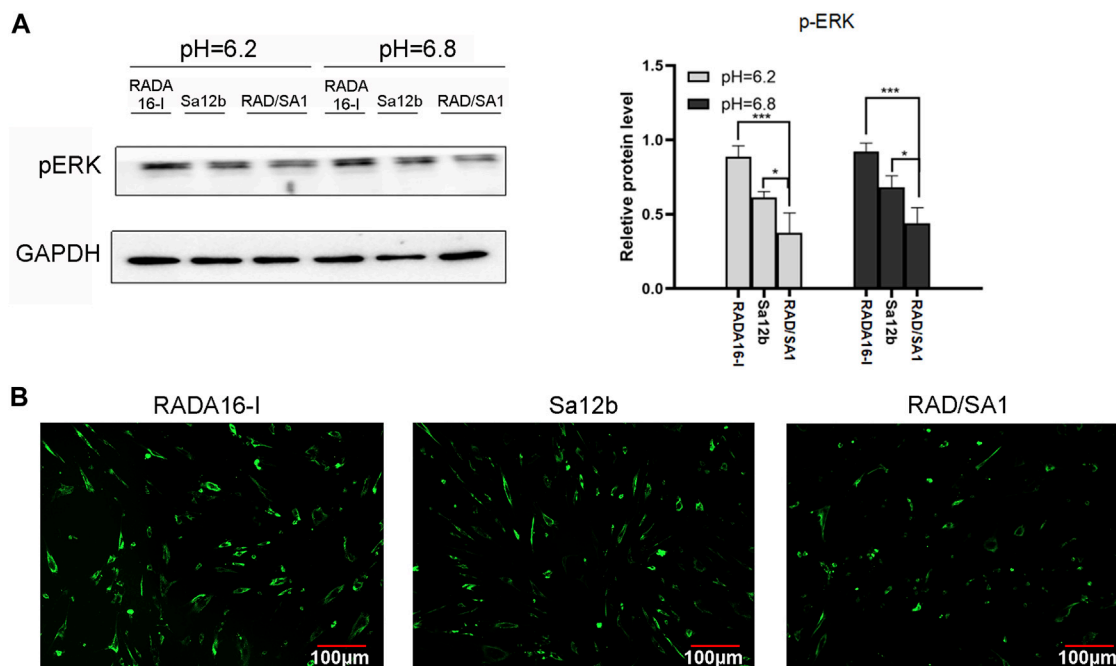 A
pH=6.2 pH=6.8
RADA
16-I Sa12b RAD/SA1 RADA
16-I Sa12b RAD/SA1
pERK
GAPDH
p-ERK
Reletive protein level
1.5
1.0
0.5
0.0
pH=6.2
pH=6.8
***
*
***
*
RADA16-I
Sa12b
RAD/SA1
RADA16-I
Sa12b
RAD/SA1
B
RADA16-I Sa12b RAD/SA1
100μm 100μm 100μm